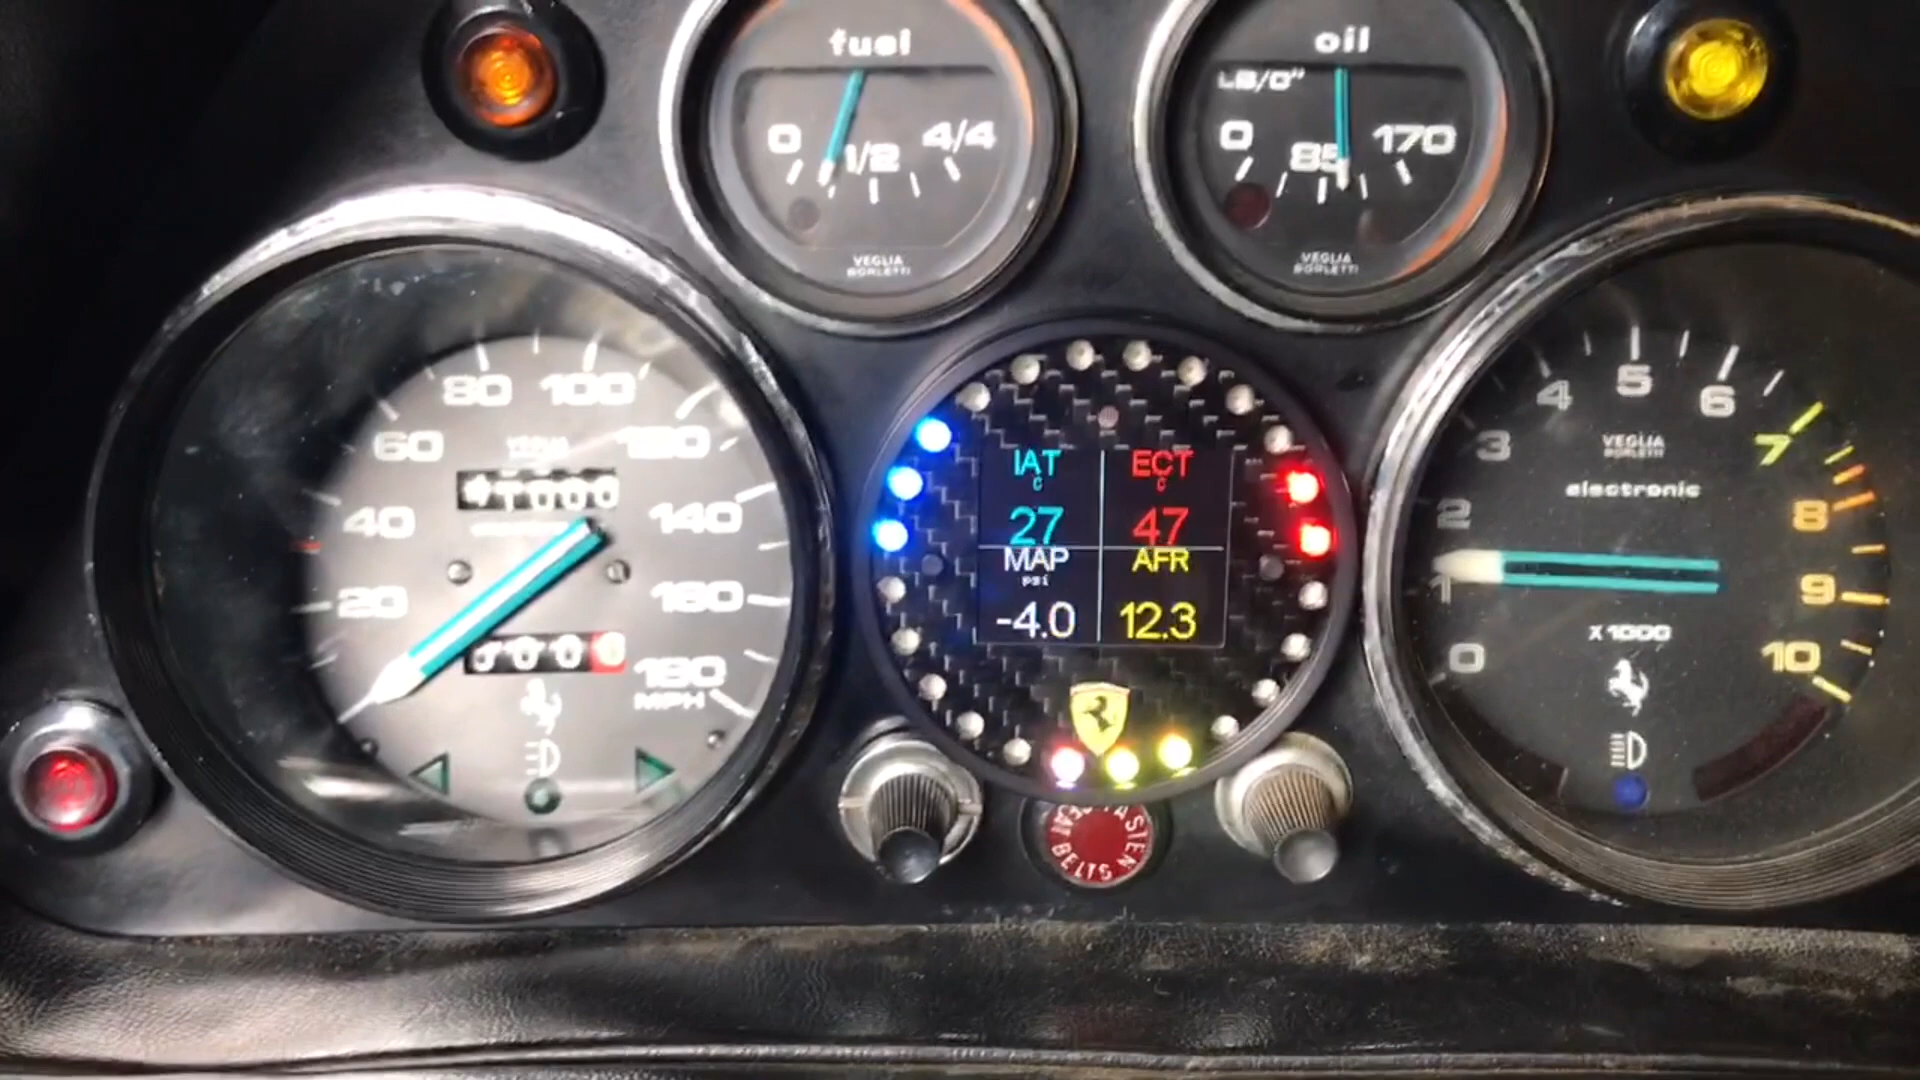 fuel
0 1/2 4/4
VEGLIA
BORLETTI
oil
LB/□"
0 85 170
VEGLIA
BORLETTI
20 40 60 80 100 120 140 160 180
MPH
VEGLIA
IAT
C
27
ECT
C
47
MAP
psi
-4.0
AFR
12.3
BELTS
0 1 2 3 4 5 6 7 8 9 10
VEGLIA
BORLETTI
electronic
X 1000